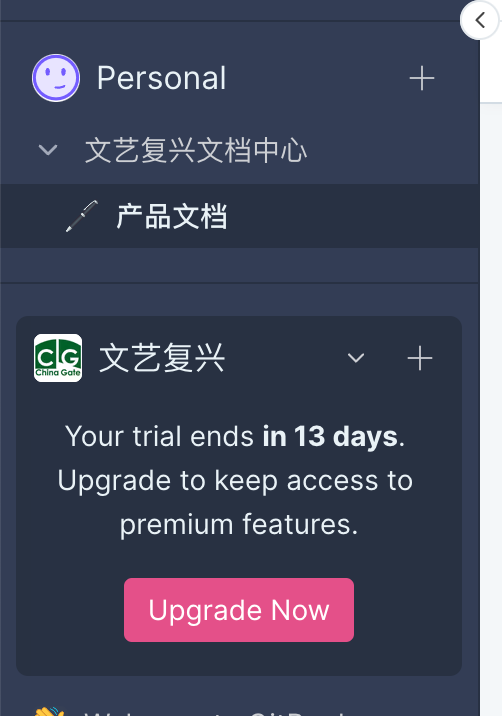 Personal
文艺复兴文档中心
产品文档
CG
China Gate
文艺复兴
Your trial ends in 13 days.
Upgrade to keep access to
premium features.
Upgrade Now